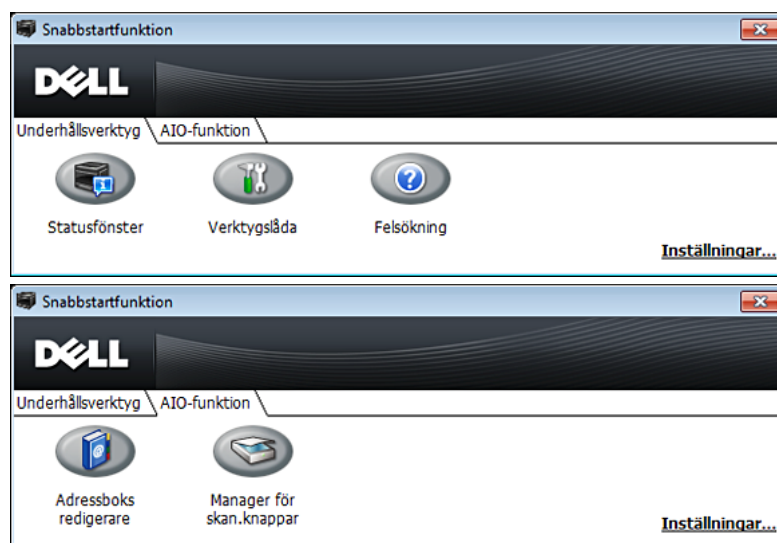 Snabbstartfunktion
DELL
Underhållsverktyg AIO-funktion
Statusfönster Verktygslåda Felsökning
Inställningar...
Snabbstartfunktion
DELL
Underhållsverktyg AIO-funktion
Adressboks redigerare
Manager för skan.knappar
Inställningar...